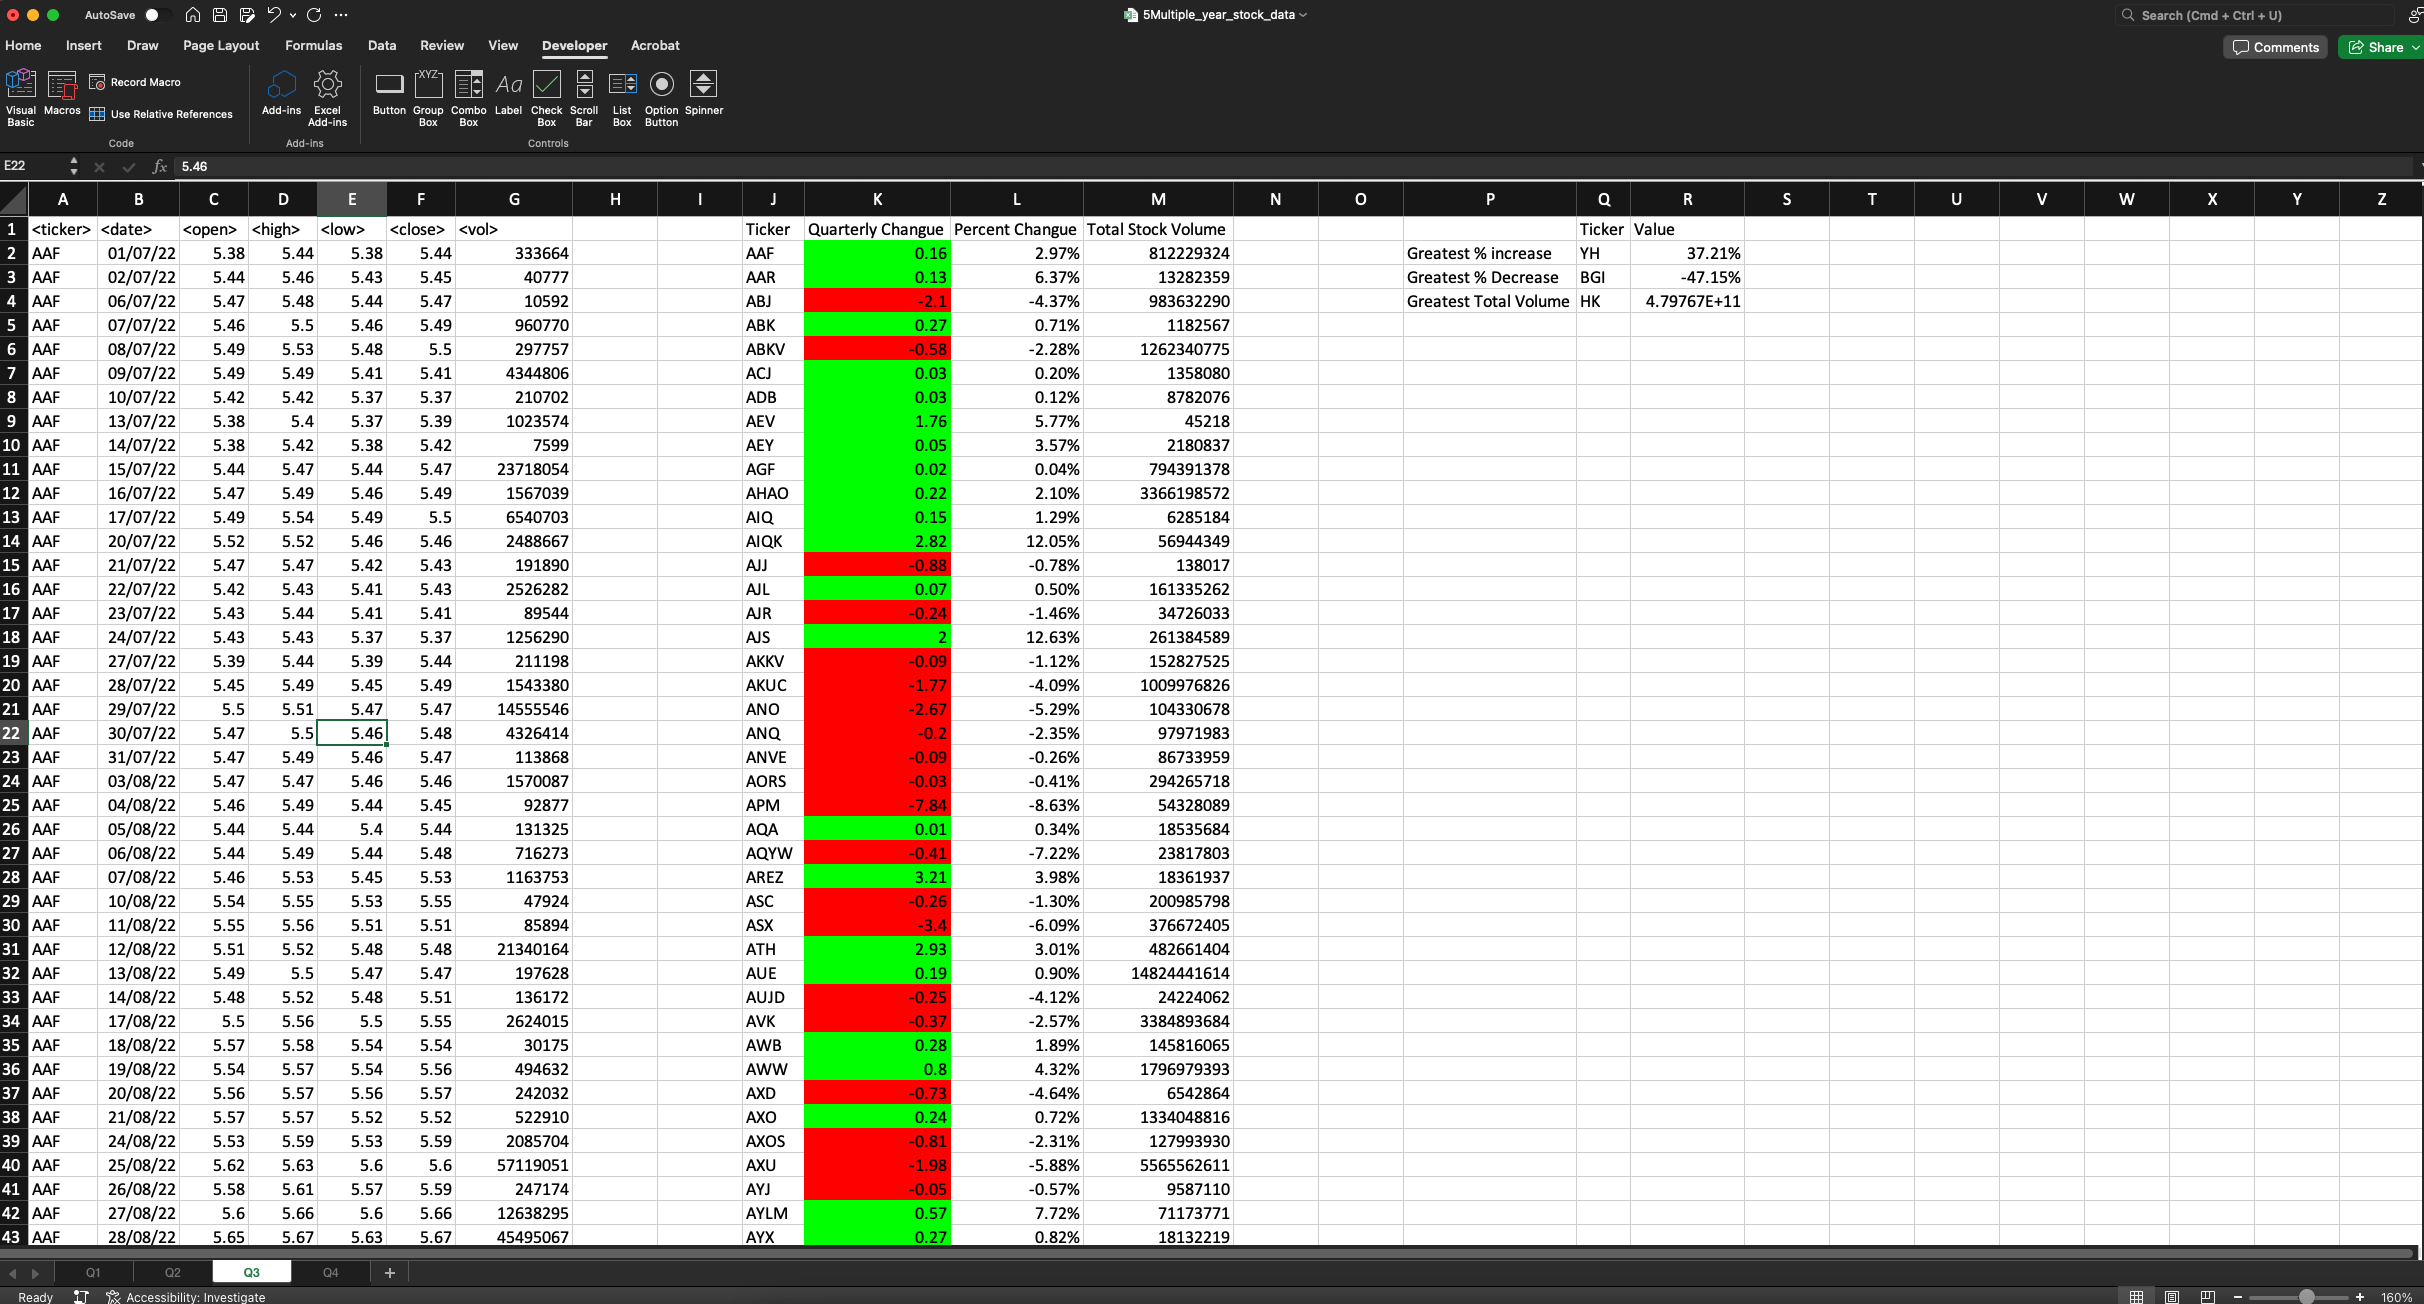 AutoSave
5Multiple_year_stock_data
Search (Cmd + Ctrl + U)
Home Insert Draw Page Layout Formulas Data Review View Developer Acrobat
Comments Share
Visual Basic Macros Record Macro Use Relative References Add-ins Excel Add-ins Button Group Box Combo Box Label Check Box Scroll Bar List Box Option Button Spinner
XYZ Aa
Code Add-ins Controls
E22 fx 5.46
A B C D E F G H I J K L M N O P Q R S T U V W X Y Z
1 <ticker> <date> <open> <high> <low> <close> <vol> Ticker Quarterly Changue Percent Changue Total Stock Volume Ticker Value
2 AAF 01/07/22 5.38 5.44 5.38 5.44 333664 AAF 0.16 2.97% 812229324 Greatest % increase YH 37.21%
3 AAF 02/07/22 5.44 5.46 5.43 5.45 40777 AAR 0.13 6.37% 13282359 Greatest % Decrease BGI -47.15%
4 AAF 06/07/22 5.47 5.48 5.44 5.47 10592 ABJ -2.1 -4.37% 983632290 Greatest Total Volume HK 4.79767E+11
5 AAF 07/07/22 5.46 5.5 5.46 5.49 960770 ABK 0.27 0.71% 1182567
6 AAF 08/07/22 5.49 5.53 5.48 5.5 297757 ABKV -0.58 -2.28% 1262340775
7 AAF 09/07/22 5.49 5.49 5.41 5.41 4344806 ACJ 0.03 0.20% 1358080
8 AAF 10/07/22 5.42 5.42 5.37 5.37 210702 ADB 0.03 0.12% 8782076
9 AAF 13/07/22 5.38 5.4 5.37 5.39 1023574 AEV 1.76 5.77% 45218
10 AAF 14/07/22 5.38 5.42 5.38 5.42 7599 AEY 0.05 3.57% 2180837
11 AAF 15/07/22 5.44 5.47 5.44 5.47 23718054 AGF 0.02 0.04% 794391378
12 AAF 16/07/22 5.47 5.49 5.46 5.49 1567039 AHAO 0.22 2.10% 3366198572
13 AAF 17/07/22 5.49 5.54 5.49 5.5 6540703 AIQ 0.15 1.29% 6285184
14 AAF 20/07/22 5.52 5.52 5.46 5.46 2488667 AIQK 2.82 12.05% 56944349
15 AAF 21/07/22 5.47 5.47 5.42 5.43 191890 AJJ -0.88 -0.78% 138017
16 AAF 22/07/22 5.42 5.43 5.41 5.43 2526282 AJL 0.07 0.50% 161335262
17 AAF 23/07/22 5.43 5.44 5.41 5.41 89544 AJR -0.24 -1.46% 34726033
18 AAF 24/07/22 5.43 5.43 5.37 5.37 1256290 AJS 2 12.63% 261384589
19 AAF 27/07/22 5.39 5.44 5.39 5.44 211198 AKKV -0.09 -1.12% 152827525
20 AAF 28/07/22 5.45 5.49 5.45 5.49 1543380 AKUC -1.77 -4.09% 1009976826
21 AAF 29/07/22 5.5 5.51 5.47 5.47 14555546 ANO -2.67 -5.29% 104330678
22 AAF 30/07/22 5.47 5.5 5.46 5.48 4326414 ANQ -0.2 -2.35% 97971983
23 AAF 31/07/22 5.47 5.49 5.46 5.47 113868 ANVE -0.09 -0.26% 86733959
24 AAF 03/08/22 5.47 5.47 5.46 5.46 1570087 AORS -0.03 -0.41% 294265718
25 AAF 04/08/22 5.46 5.49 5.44 5.45 92877 APM -7.84 -8.63% 54328089
26 AAF 05/08/22 5.44 5.44 5.4 5.44 131325 AQA 0.01 0.34% 18535684
27 AAF 06/08/22 5.44 5.49 5.44 5.48 716273 AQYW -0.41 -7.22% 23817803
28 AAF 07/08/22 5.46 5.53 5.45 5.53 1163753 AREZ 3.21 3.98% 18361937
29 AAF 10/08/22 5.54 5.55 5.53 5.55 47924 ASC -0.26 -1.30% 200985798
30 AAF 11/08/22 5.55 5.56 5.51 5.51 85894 ASX -3.4 -6.09% 376672405
31 AAF 12/08/22 5.51 5.52 5.48 5.48 21340164 ATH 2.93 3.01% 482661404
32 AAF 13/08/22 5.49 5.5 5.47 5.47 197628 AUE 0.19 0.90% 14824441614
33 AAF 14/08/22 5.48 5.52 5.48 5.51 136172 AUJD -0.25 -4.12% 24224062
34 AAF 17/08/22 5.5 5.56 5.5 5.55 2624015 AVK -0.37 -2.57% 3384893684
35 AAF 18/08/22 5.57 5.58 5.54 5.54 30175 AWB 0.28 1.89% 145816065
36 AAF 19/08/22 5.54 5.57 5.54 5.56 494632 AWW 0.8 4.32% 1796979393
37 AAF 20/08/22 5.56 5.57 5.56 5.57 242032 AXD -0.73 -4.64% 6542864
38 AAF 21/08/22 5.57 5.57 5.52 5.52 522910 AXO 0.24 0.72% 1334048816
39 AAF 24/08/22 5.53 5.59 5.53 5.59 2085704 AXOS -0.81 -2.31% 127993930
40 AAF 25/08/22 5.62 5.63 5.6 5.6 57119051 AXU -1.98 -5.88% 5565562611
41 AAF 26/08/22 5.58 5.61 5.57 5.59 247174 AYJ -0.05 -0.57% 9587110
42 AAF 27/08/22 5.6 5.66 5.6 5.66 12638295 AYLM 0.57 7.72% 71173771
43 AAF 28/08/22 5.65 5.67 5.63 5.67 45495067 AYX 0.27 0.82% 18132219
Q1 Q2 Q3 Q4 +
Ready Accessibility: Investigate 160%